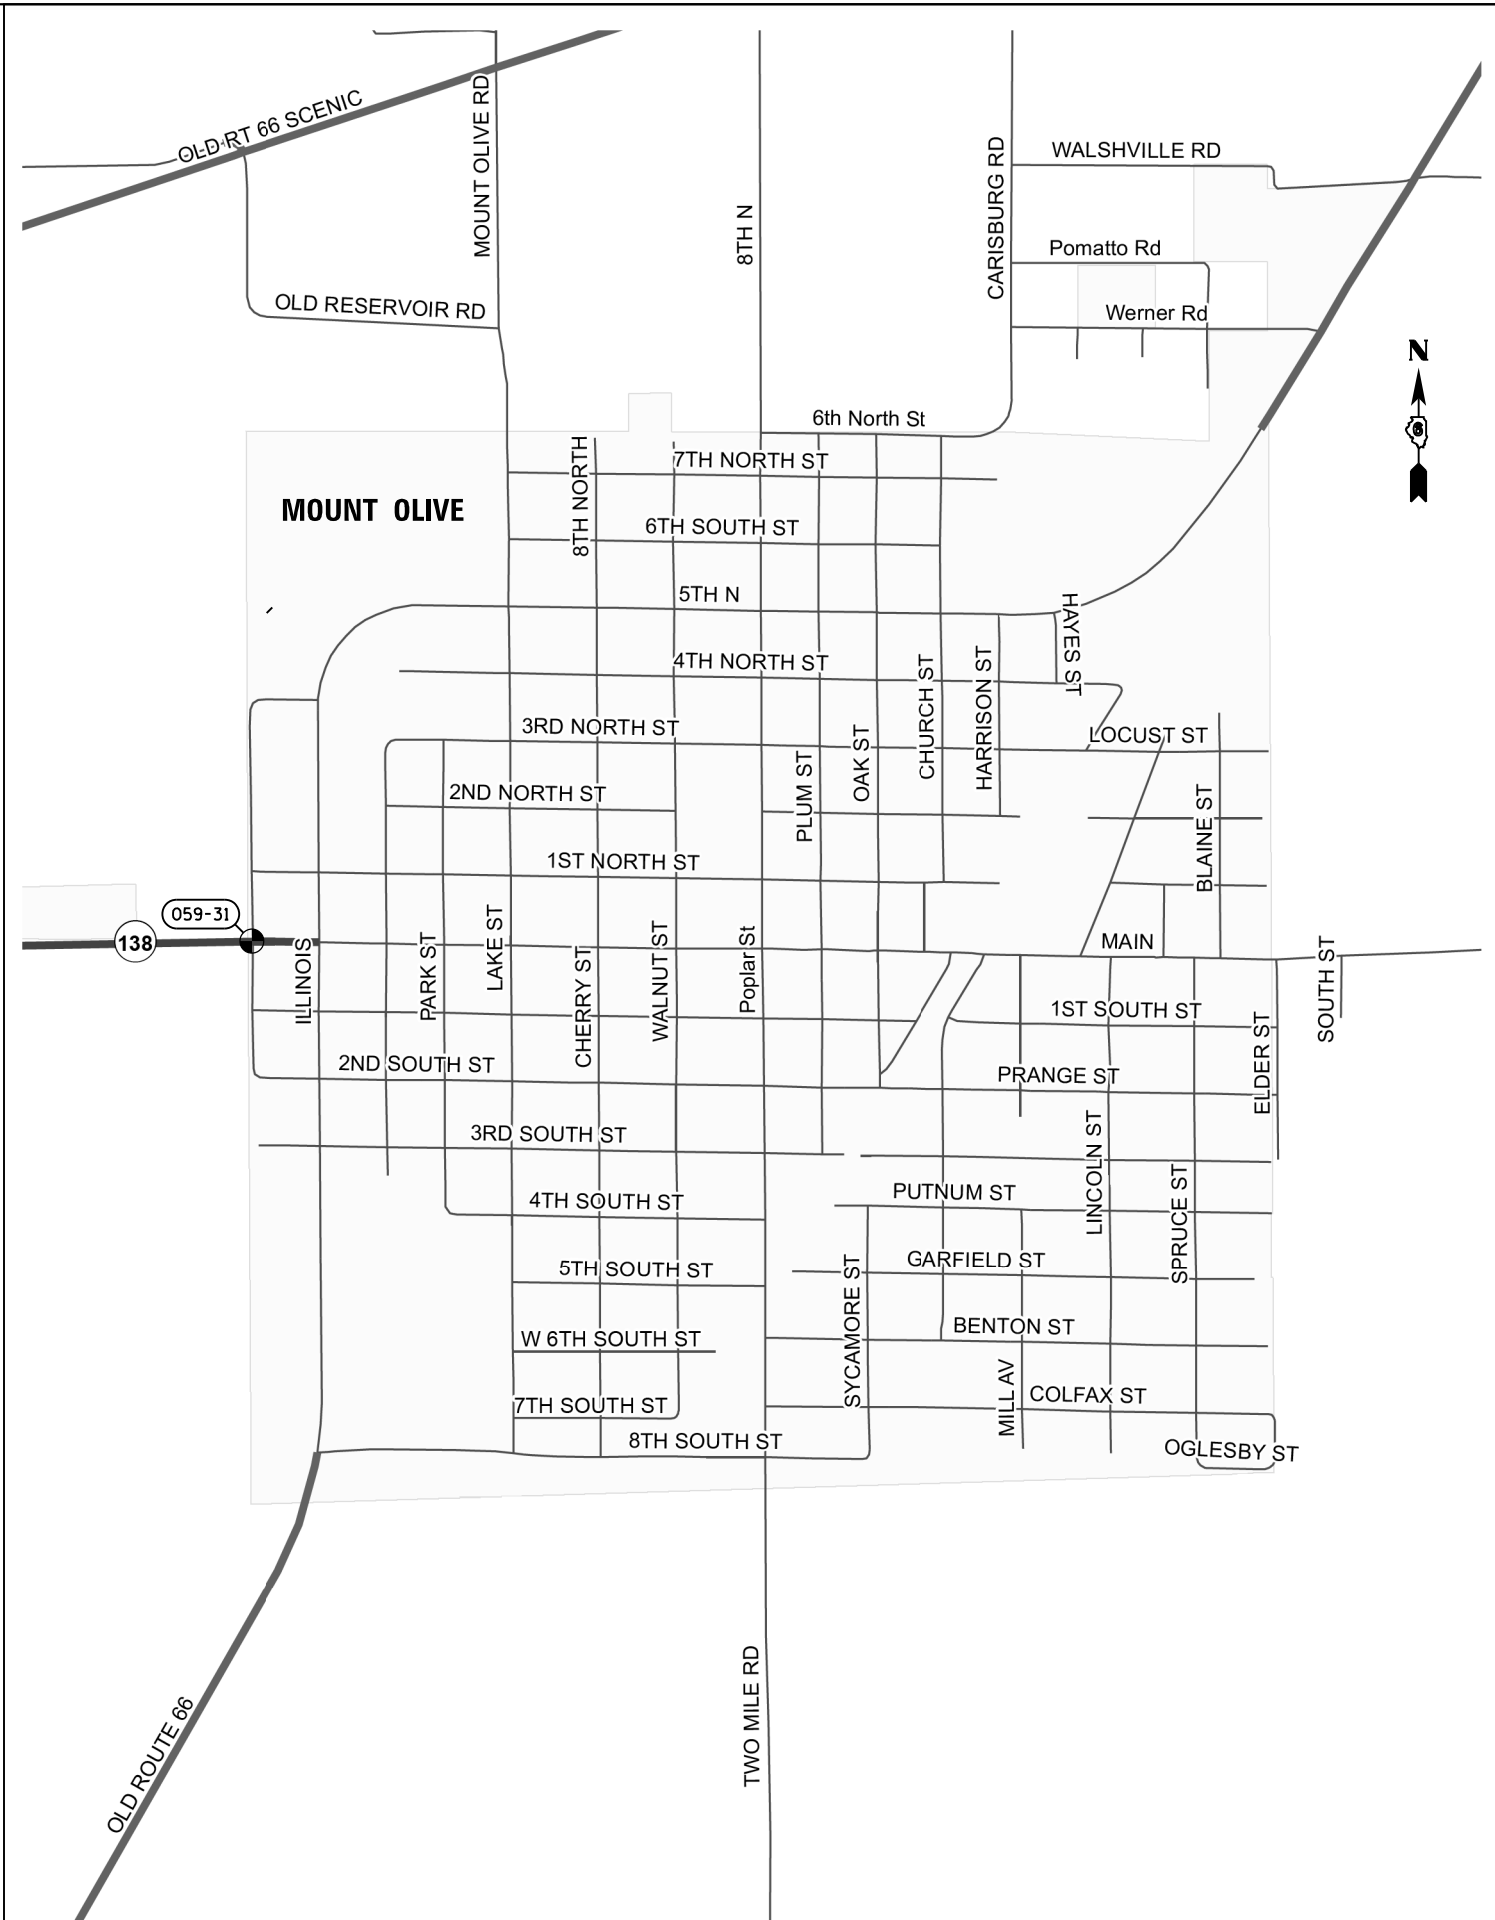 OLD RT 66 SCENIC
MOUNT OLIVE RD
8TH N
CARISBURG RD
WALSHVILLE RD
Pomatto Rd
OLD RESERVOIR RD
Werner Rd
N
6
6th North St
8TH NORTH
7TH NORTH ST
MOUNT OLIVE
6TH SOUTH ST
5TH N
HAYES ST
4TH NORTH ST
CHURCH ST
HARRISON ST
3RD NORTH ST
OAK ST
LOCUST ST
2ND NORTH ST
PLUM ST
BLAINE ST
1ST NORTH ST
059-31
138
ILLINOIS
PARK ST
LAKE ST
CHERRY ST
WALNUT ST
Poplar St
MAIN
SOUTH ST
1ST SOUTH ST
ELDER ST
2ND SOUTH ST
PRANGE ST
3RD SOUTH ST
LINCOLN ST
PUTNUM ST
SPRUCE ST
4TH SOUTH ST
5TH SOUTH ST
SYCAMORE ST
GARFIELD ST
W 6TH SOUTH ST
BENTON ST
MILL AV
COLFAX ST
7TH SOUTH ST
8TH SOUTH ST
OGLESBY ST
TWO MILE RD
OLD ROUTE 66